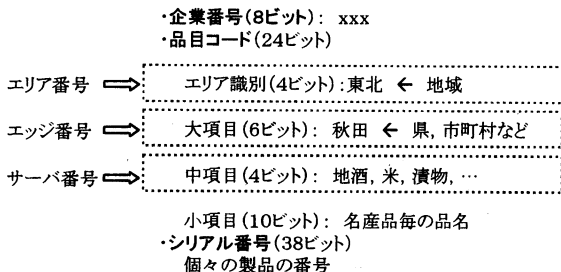 ・企業番号(8ビット): xxx
・品目コード(24ビット)
エリア番号 ⇒ エリア識別(4ビット):東北 ← 地域
エッジ番号 ⇒ 大項目(6ビット): 秋田 ← 県, 市町村など
サーバ番号 ⇒ 中項目(4ビット): 地酒, 米, 漬物, …
小項目(10ビット): 名産品毎の品名
・シリアル番号(38ビット)
個々の製品の番号